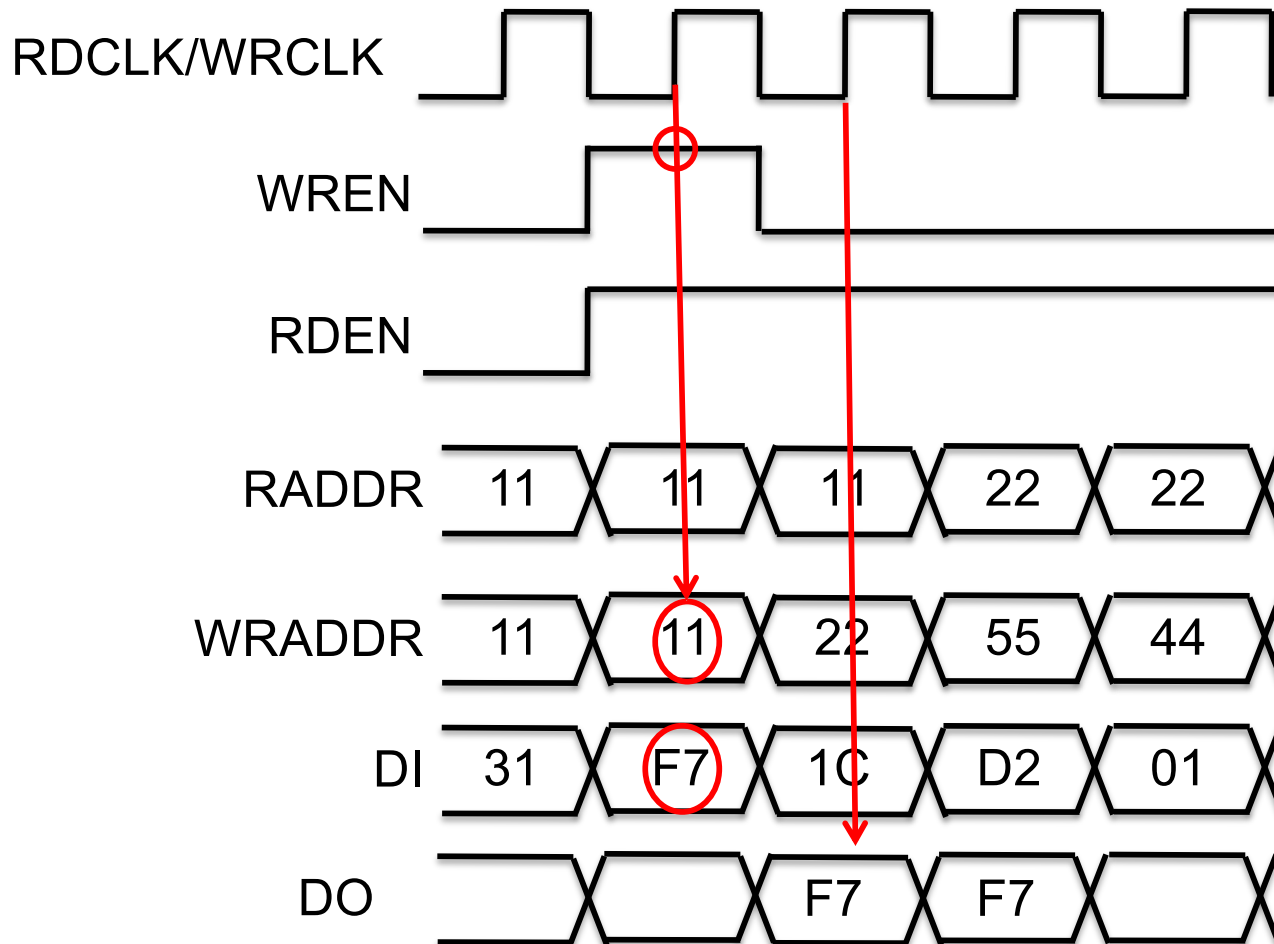 RDCLK/WRCLK
WREN
RDEN
RADDR 11 11 11 22 22
WRADDR 11 11 22 55 44
DI 31 F7 1C D2 01
DO F7 F7